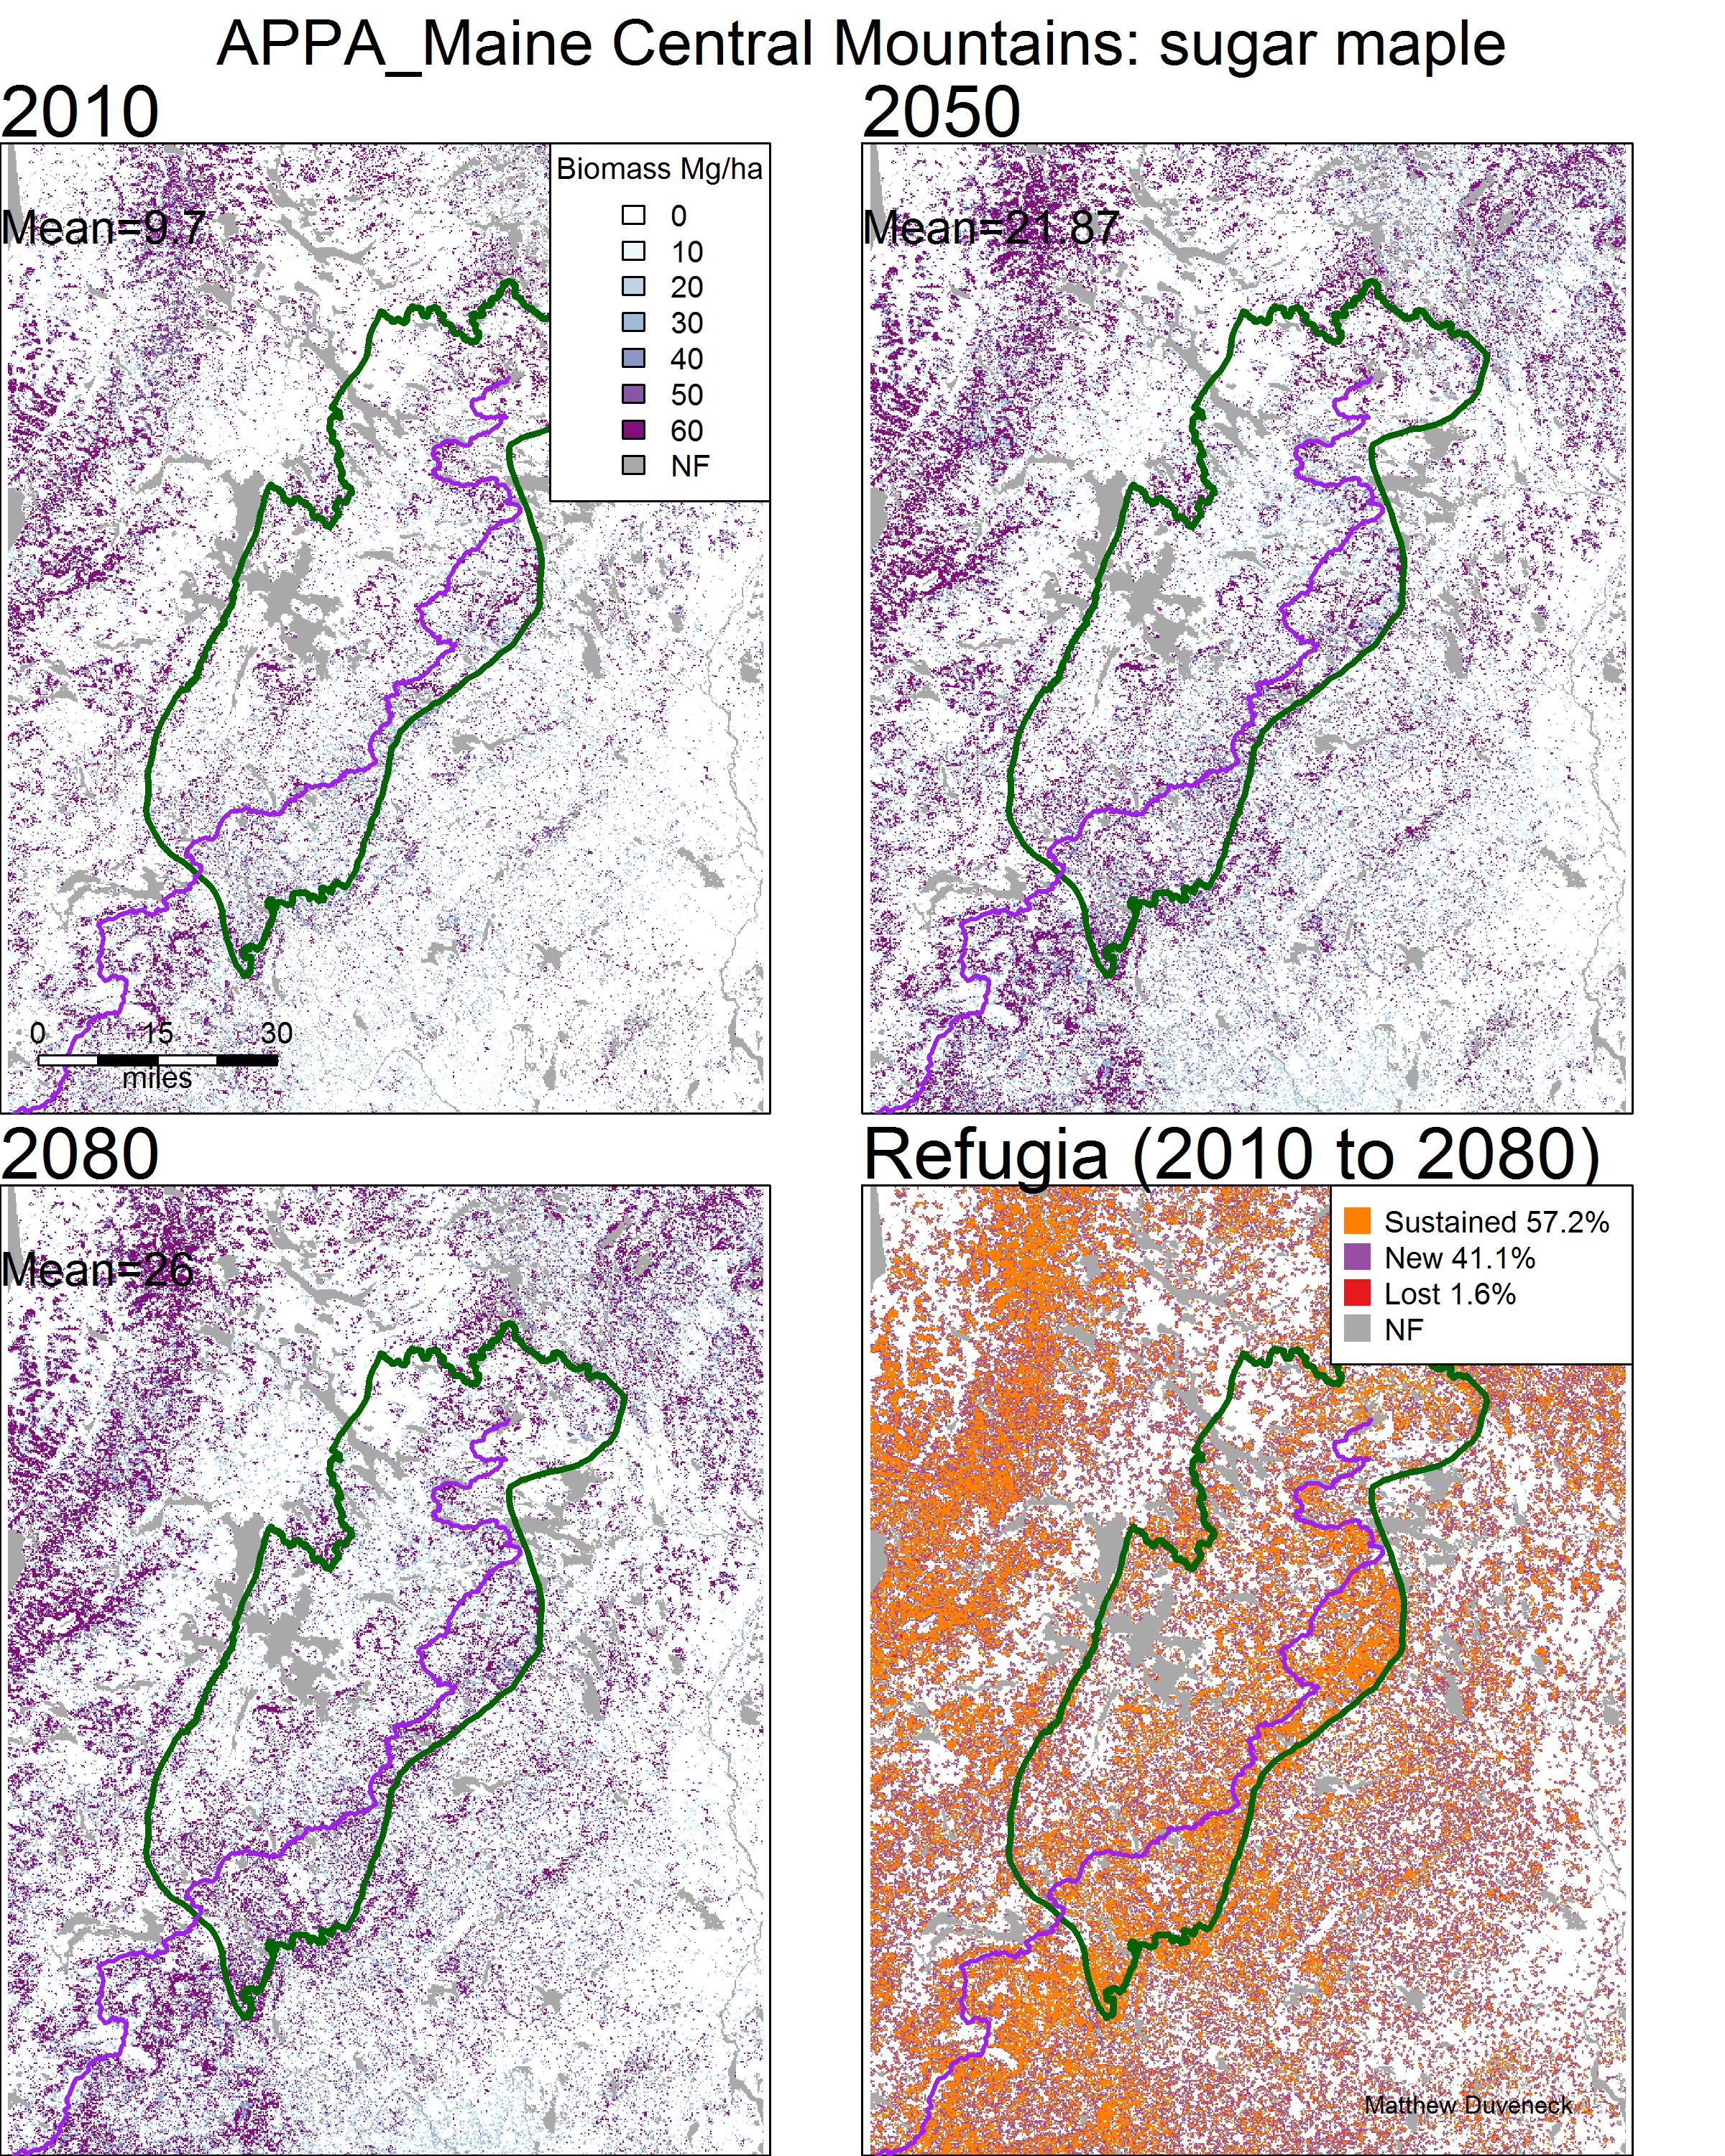 APPA_Maine Central Mountains: sugar maple
2010
2050
Biomass Mg/ha
0
10
20
30
40
50
60
NF
Mean=9.7
Mean=21.87
0 15 30
miles
2080
Refugia (2010 to 2080)
Sustained 57.2%
New 41.1%
Lost 1.6%
NF
Mean=26
Matthew Duveneck